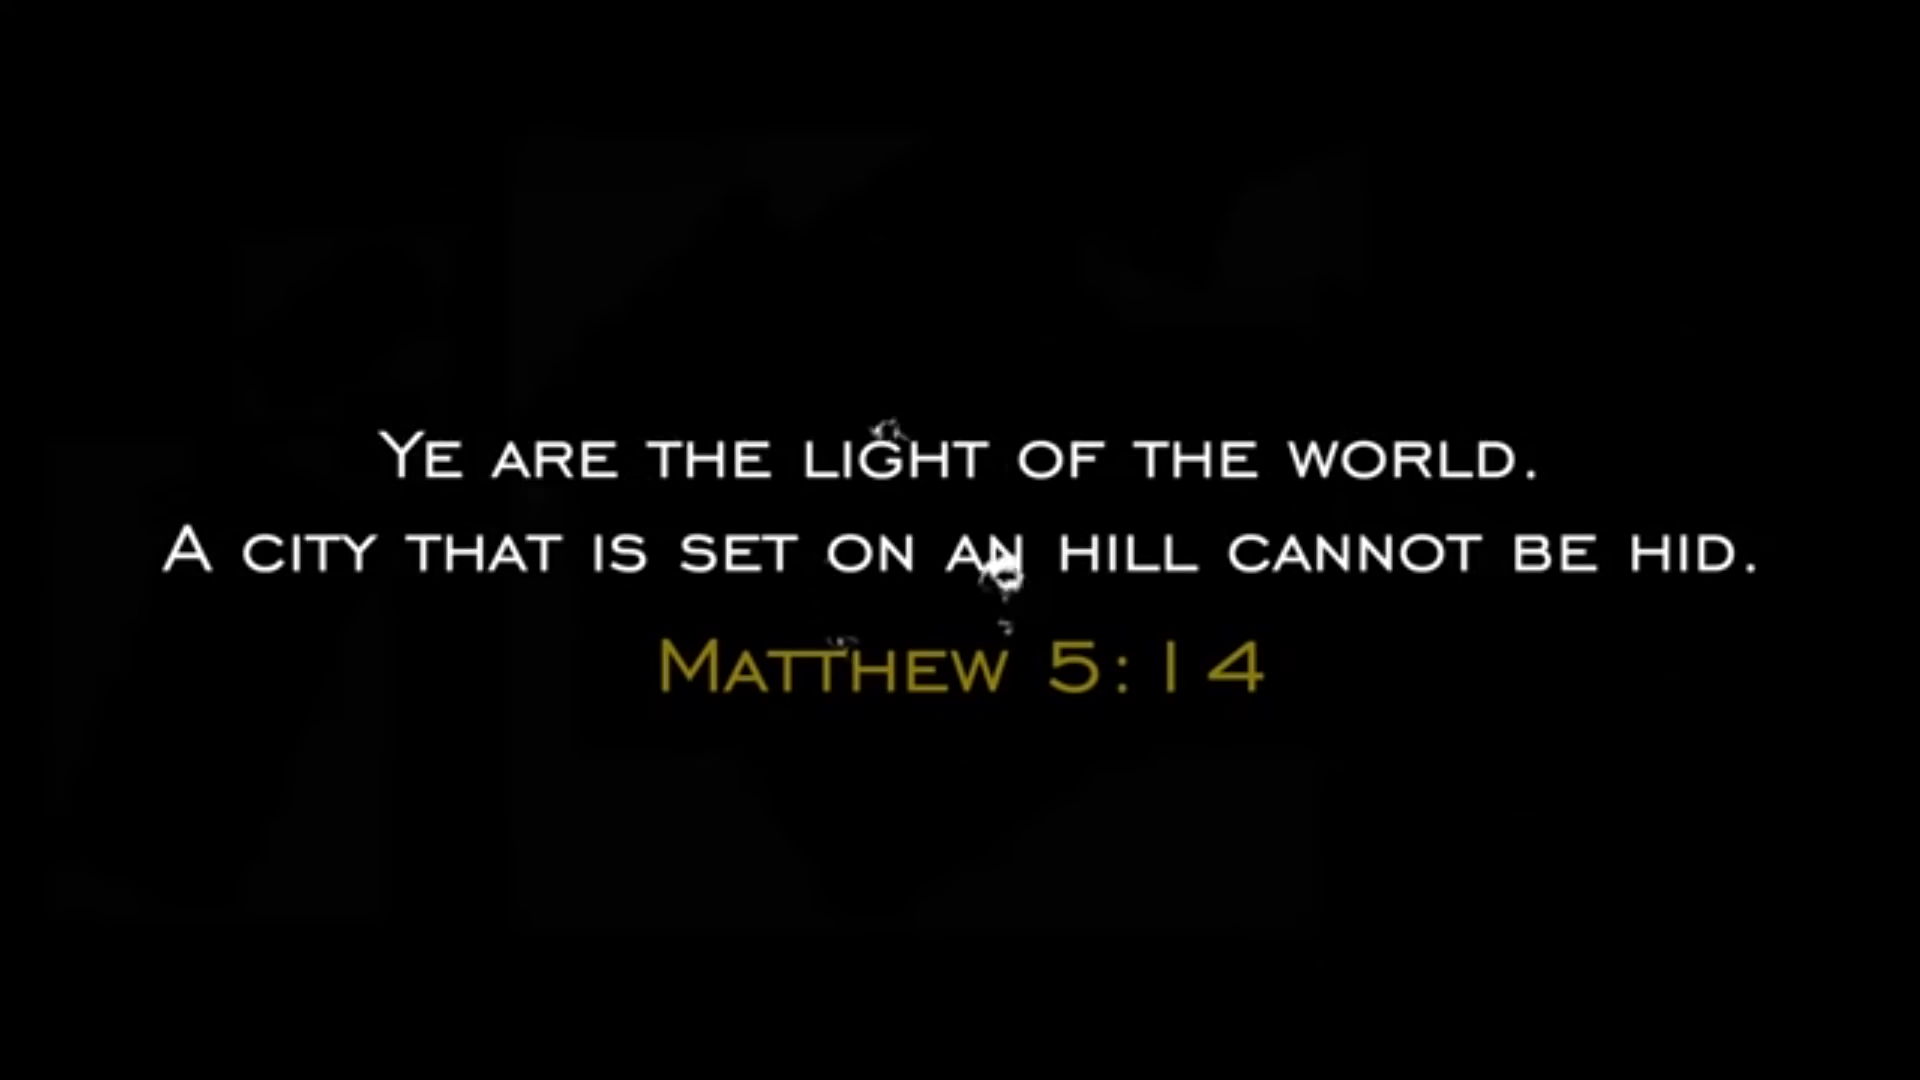 Ye are the light of the world.
A city that is set on an hill cannot be hid.
Matthew 5:14